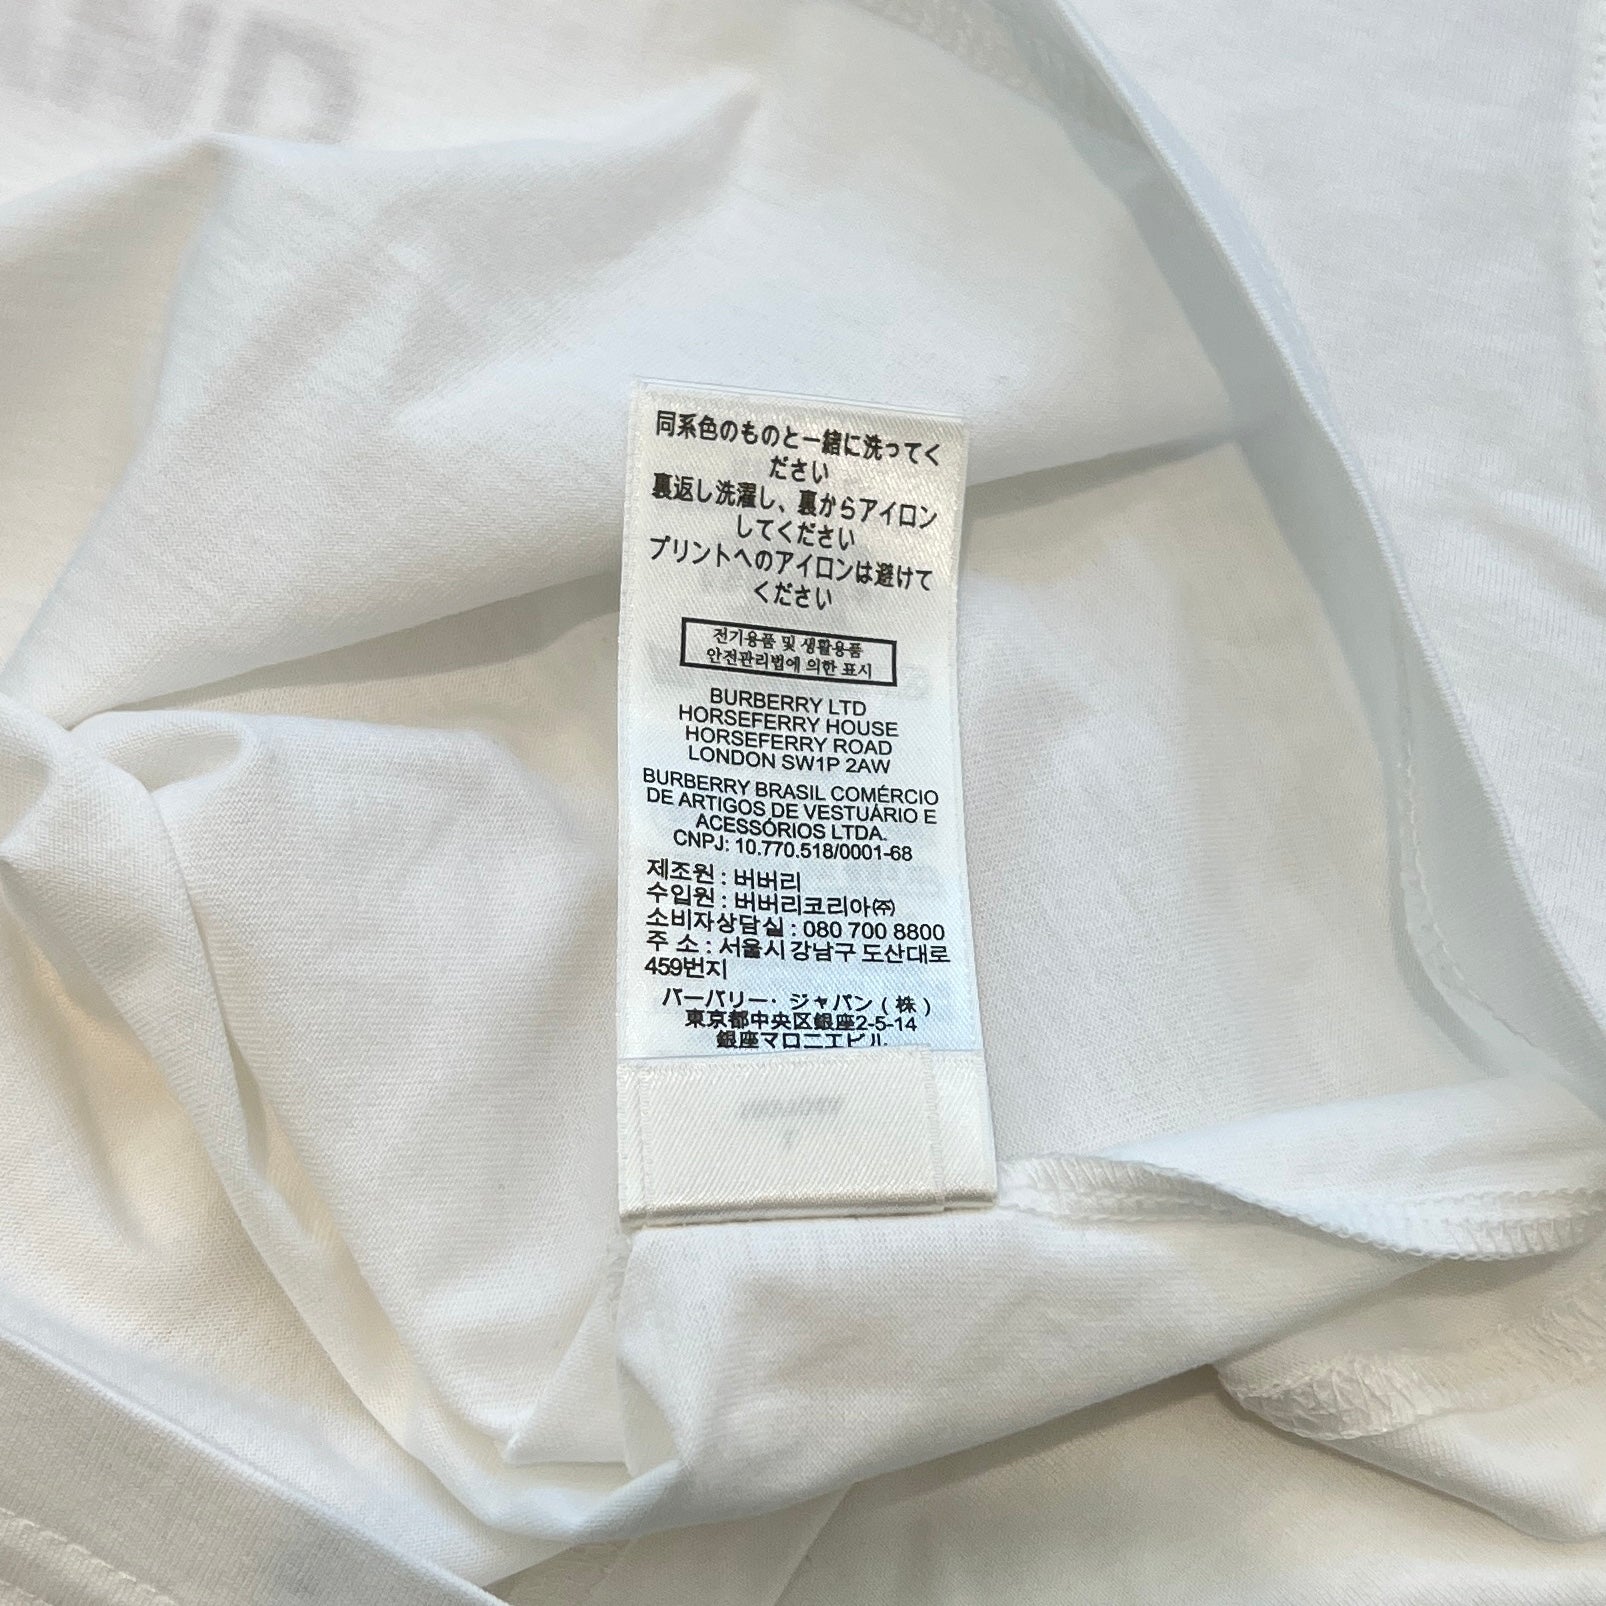 同系色のものと一緒に洗ってく
ださい
裏返し洗濯し、裏からアイロン
してください
プリントへのアイロンは避けて
ください
전기용품 및 생활용품
안전관리법에 의한 표시
BURBERRY LTD
HORSEFERRY HOUSE
HORSEFERRY ROAD
LONDON SW1P 2AW
BURBERRY BRASIL COMÉRCIO
DE ARTIGOS DE VESTUÁRIO E
ACESSÓRIOS LTDA.
CNPJ: 10.770.518/0001-68
제조원 : 버버리
수입원 : 버버리코리아㈜
소비자상담실 : 080 700 8800
주 소 : 서울시 강남구 도산대로
459번지
バーバリー・ジャパン(株)
東京都中央区銀座2-5-14
銀座マロニエビル